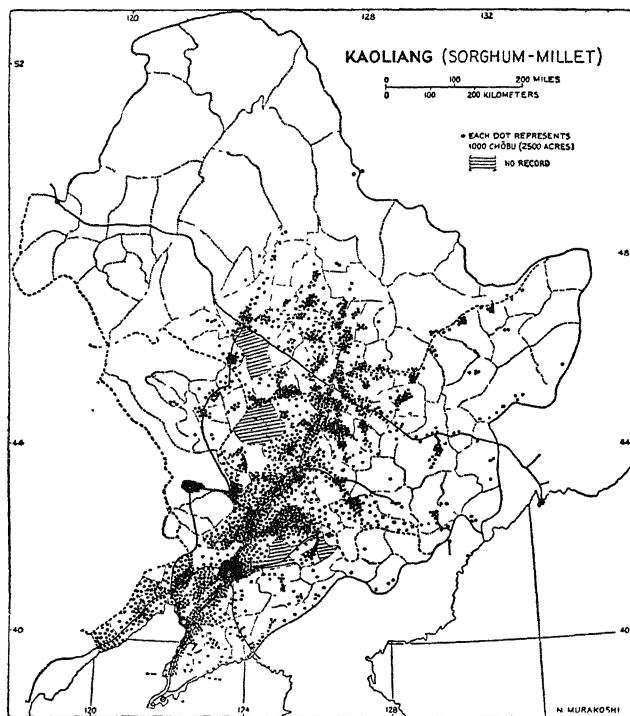 120 128 132
52
KAOLIANG (SORGHUM-MILLET)
0 100 200 MILES
0 100 200 KILOMETERS
• EACH DOT REPRESENTS
1000 CHŌBU (2500 ACRES)
NO RECORD
48
44 44
40 40
120 124 128
N MURAKOSHI